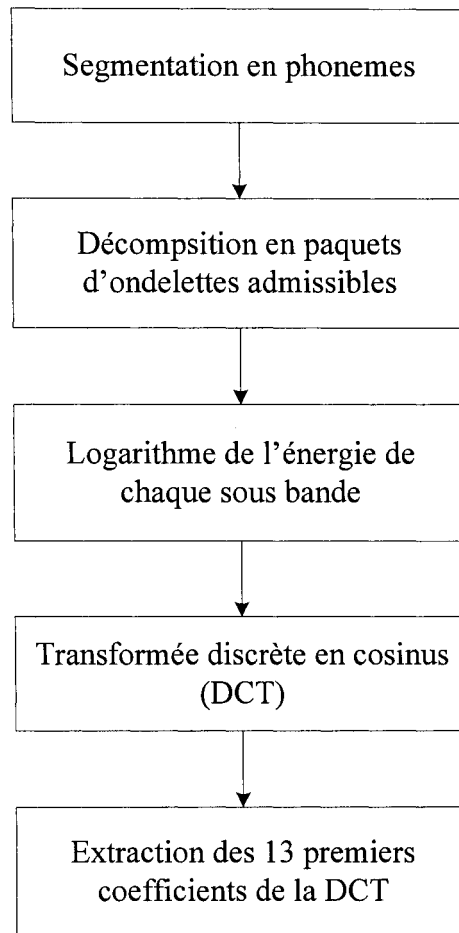 Segmentation en phonemes
Décompsition en paquets
d'ondelettes admissibles
Logarithme de l'énergie de
chaque sous bande
Transformée discrète en cosinus
(DCT)
Extraction des 13 premiers
coefficients de la DCT